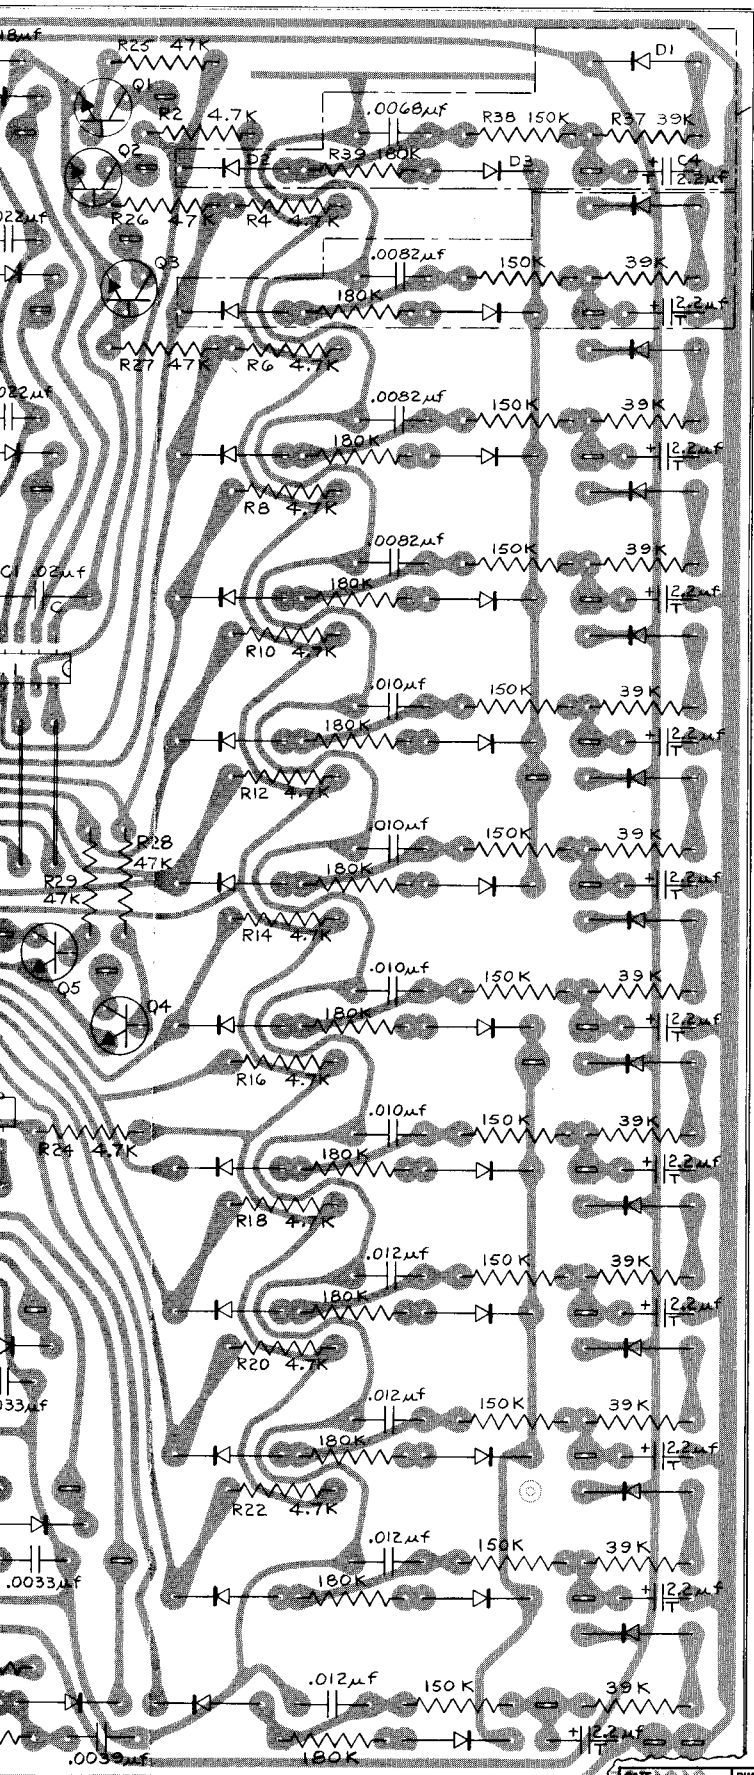 R25 47K
D1
Q1
R2 4.7K
.0068µf
R38 150K
R37 39K
Q2
D2
R39 180K
D3
+ C4
T 2.2µf
R26 47K
R4 4.7K
Q3
.0082µf
150K
39K
180K
+ 2.2µf
T
R27 47K
R6 4.7K
.0082µf
150K
39K
180K
+ 2.2µf
T
R8 4.7K
.0082µf
150K
39K
C1 .02µf
C
180K
+ 2.2µf
T
R10 4.7K
.010µf
150K
39K
180K
+ 2.2µf
T
R12 4.7K
.010µf
150K
39K
R28
47K
R29
47K
180K
+ 2.2µf
T
R14 4.7K
Q5
.010µf
150K
39K
Q4
180K
+ 2.2µf
T
R16 4.7K
.010µf
150K
39K
R24 4.7K
180K
+ 2.2µf
T
R18 4.7K
.012µf
150K
39K
180K
+ 2.2µf
T
R20 4.7K
.012µf
150K
39K
180K
+ 2.2µf
T
R22 4.7K
.012µf
150K
39K
.0033µf
180K
+ 2.2µf
T
.012µf
150K
39K
.0039µf
180K
+ 2.2µf
T